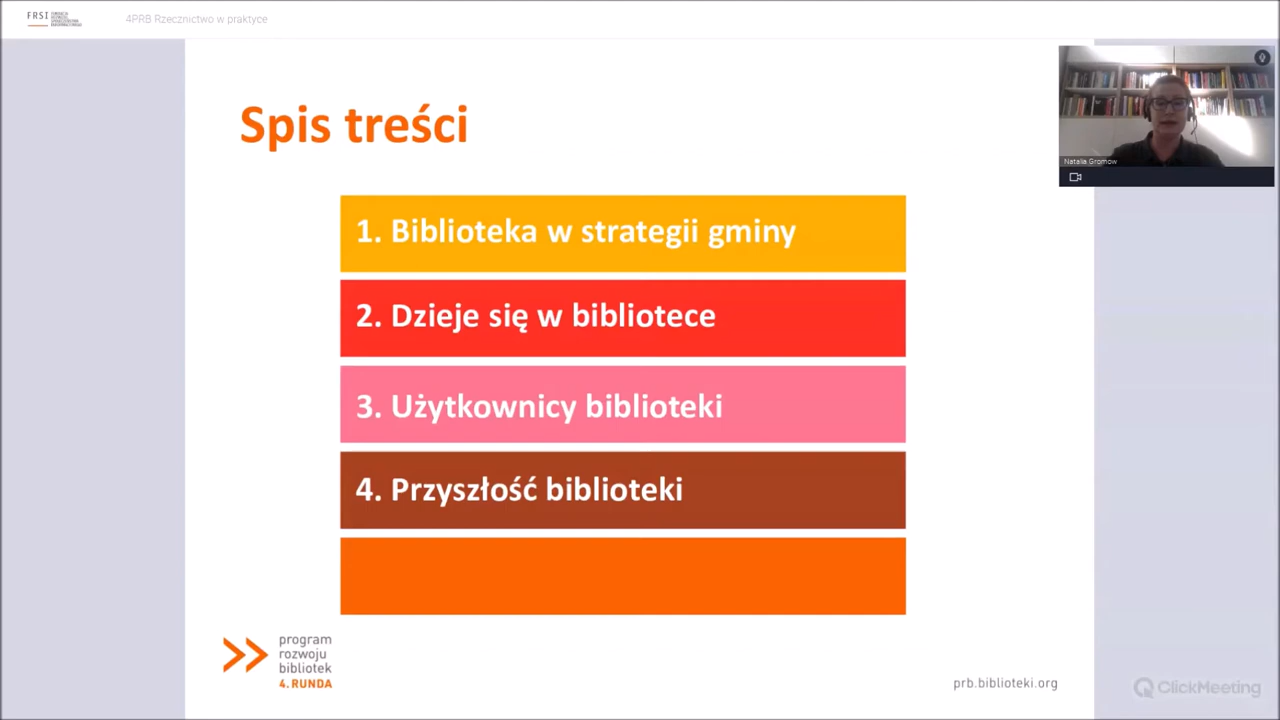 FRSI
4PRB Rzecznictwo w praktyce
Spis treści
Natalia Gromow
1. Biblioteka w strategii gminy
2. Dzieje się w bibliotece
3. Użytkownicy biblioteki
4. Przyszłość biblioteki
program
rozwoju
bibliotek
4. RUNDA
prb.biblioteki.org
ClickMeeting